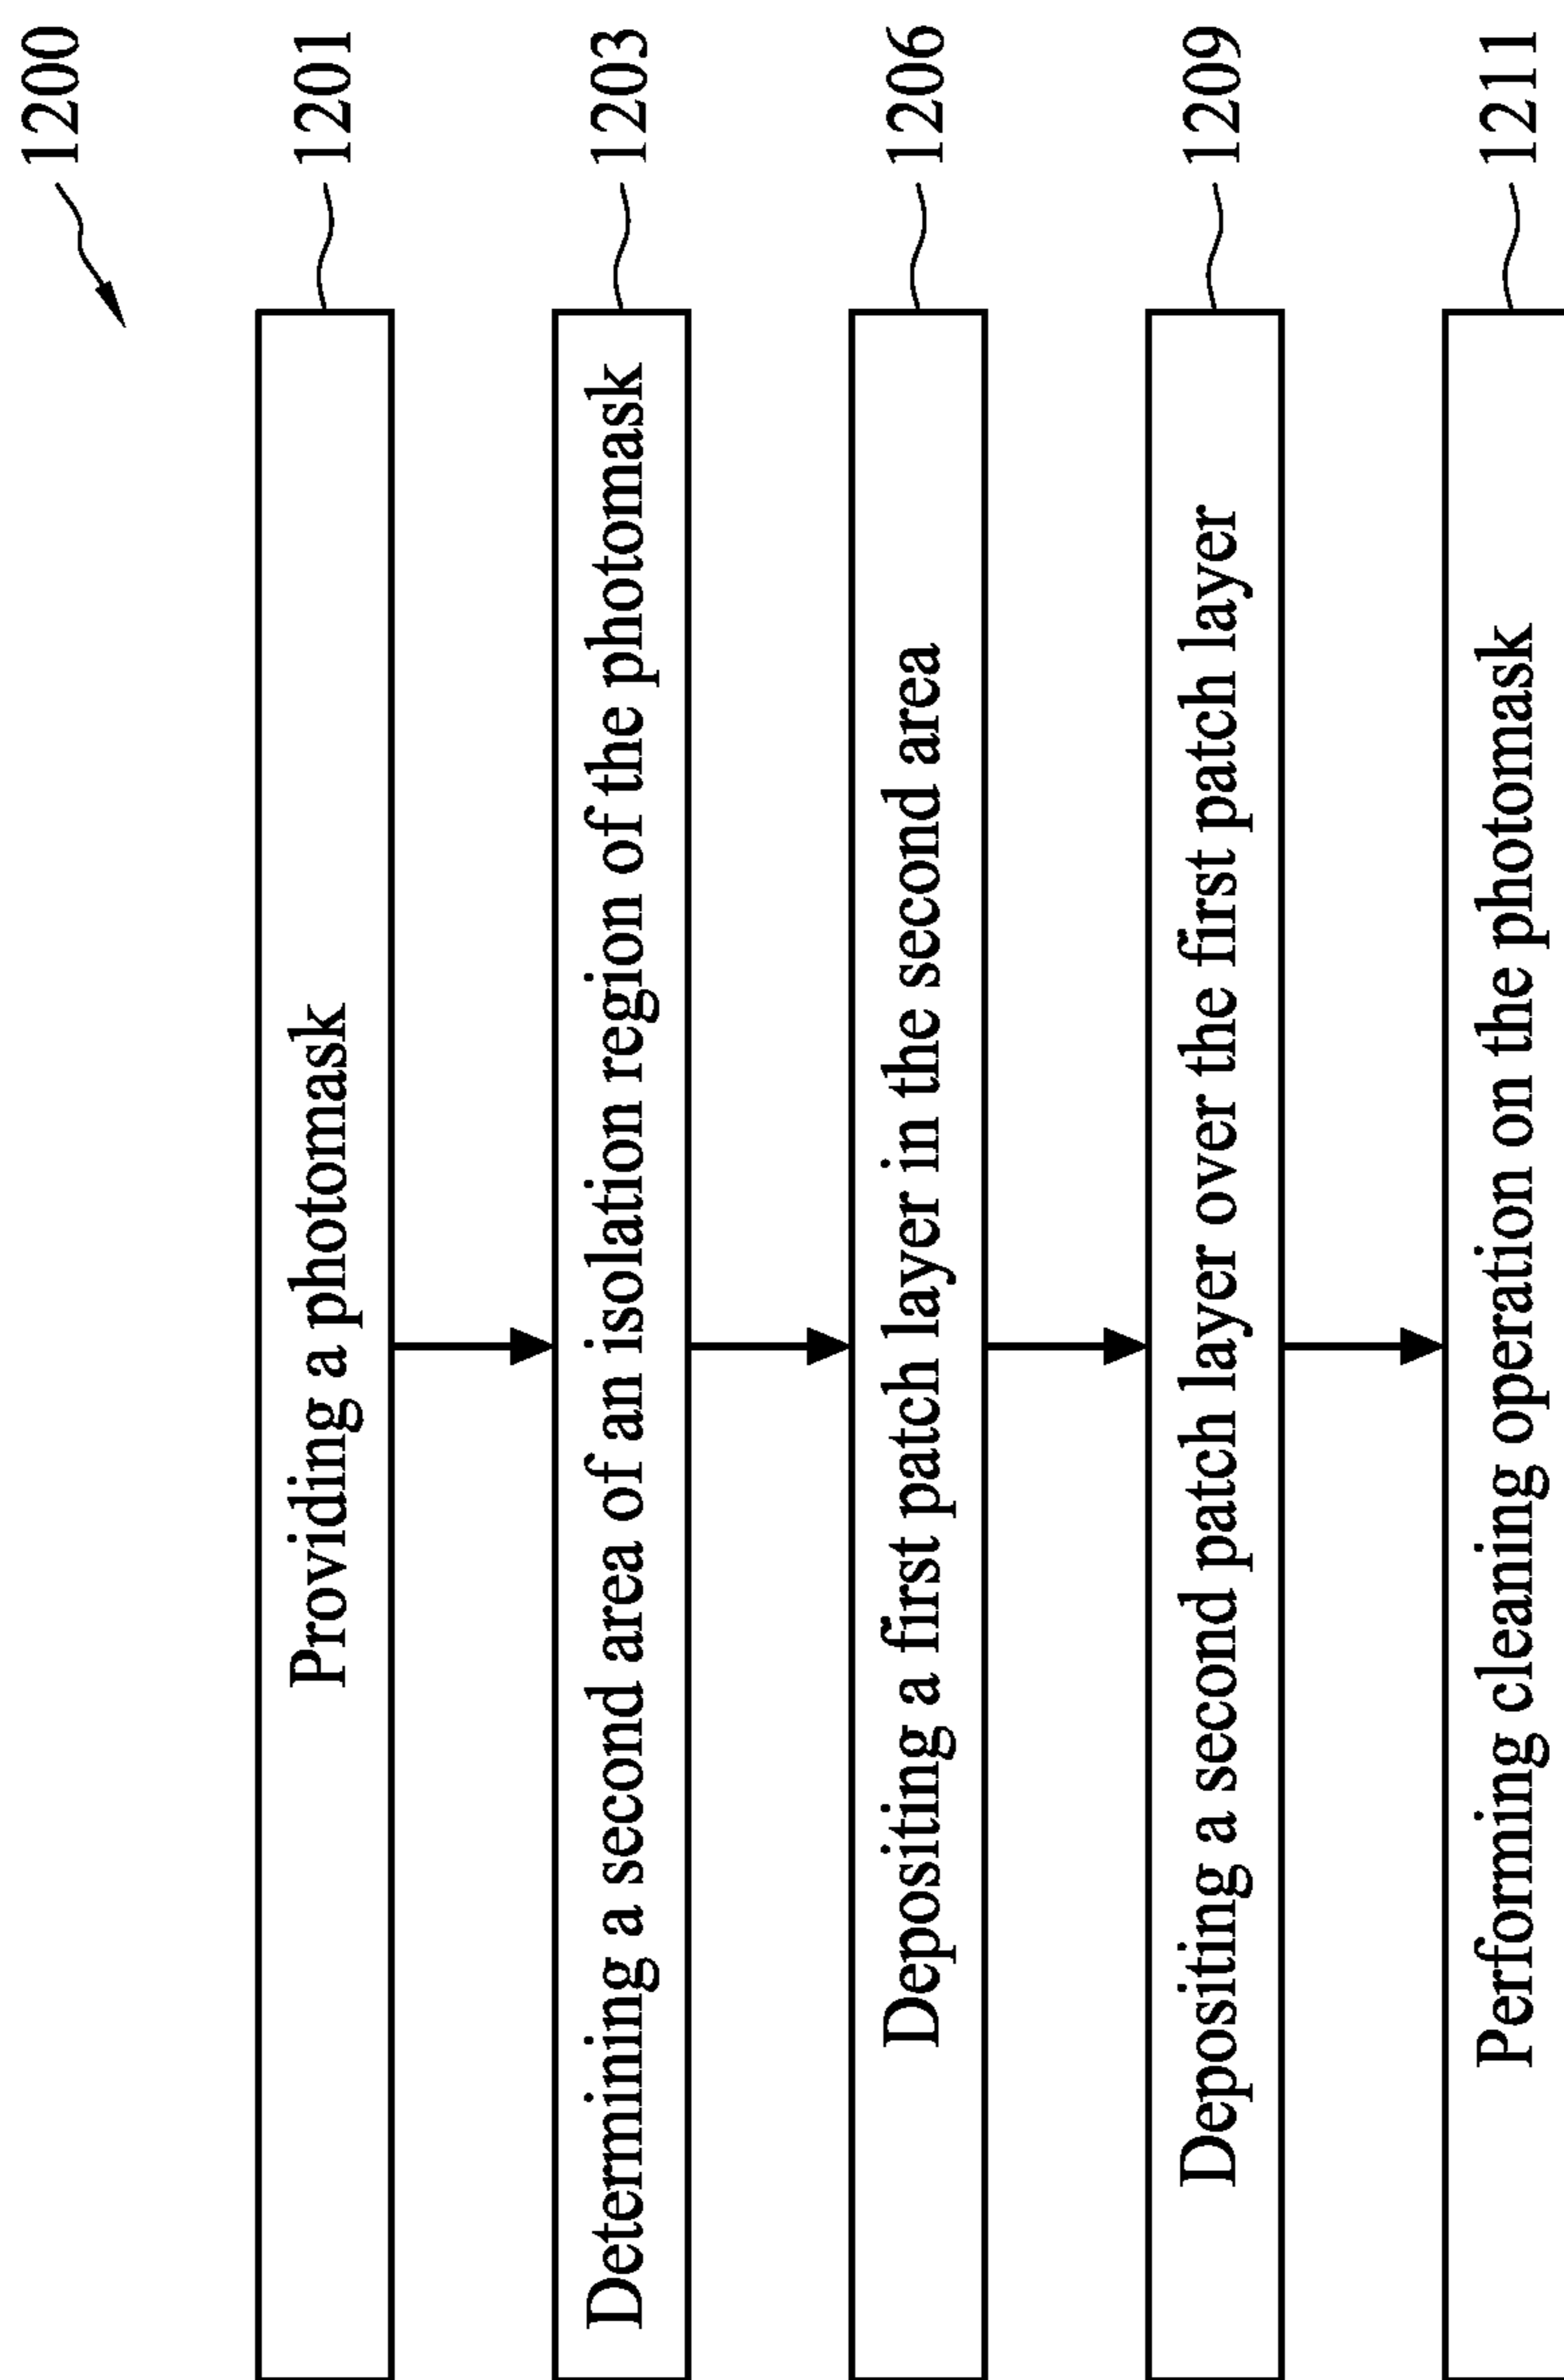 1200
Providing a photomask
1201
Determining a second area of an isolation region of the photomask
1203
Depositing a first patch layer in the second area
1206
Depositing a second patch layer over the first patch layer
1209
Performing cleaning operation on the photomask
1211